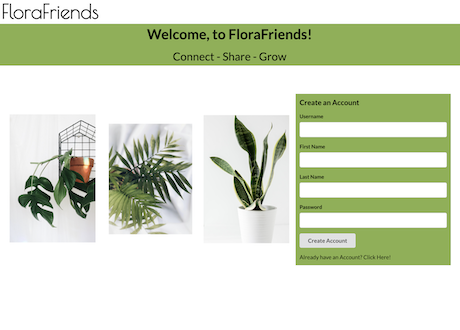 FloraFriends
Welcome, to FloraFriends!
Connect - Share - Grow
Create an Account
Username
First Name
Last Name
Password
Create Account
Already have an Account? Click Here!